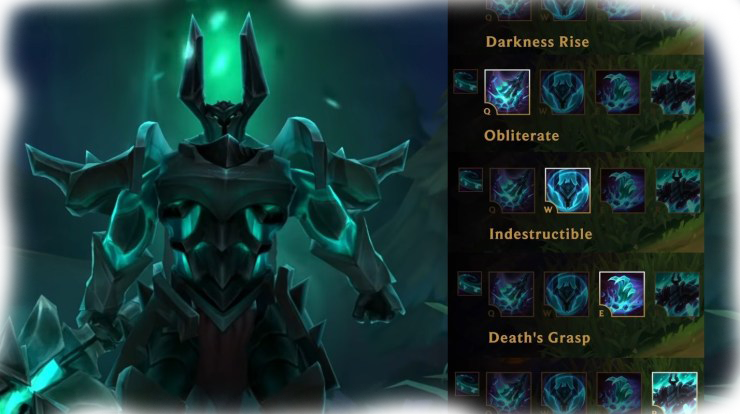 Darkness Rise
Q
Obliterate
W
Indestructible
E
Death's Grasp